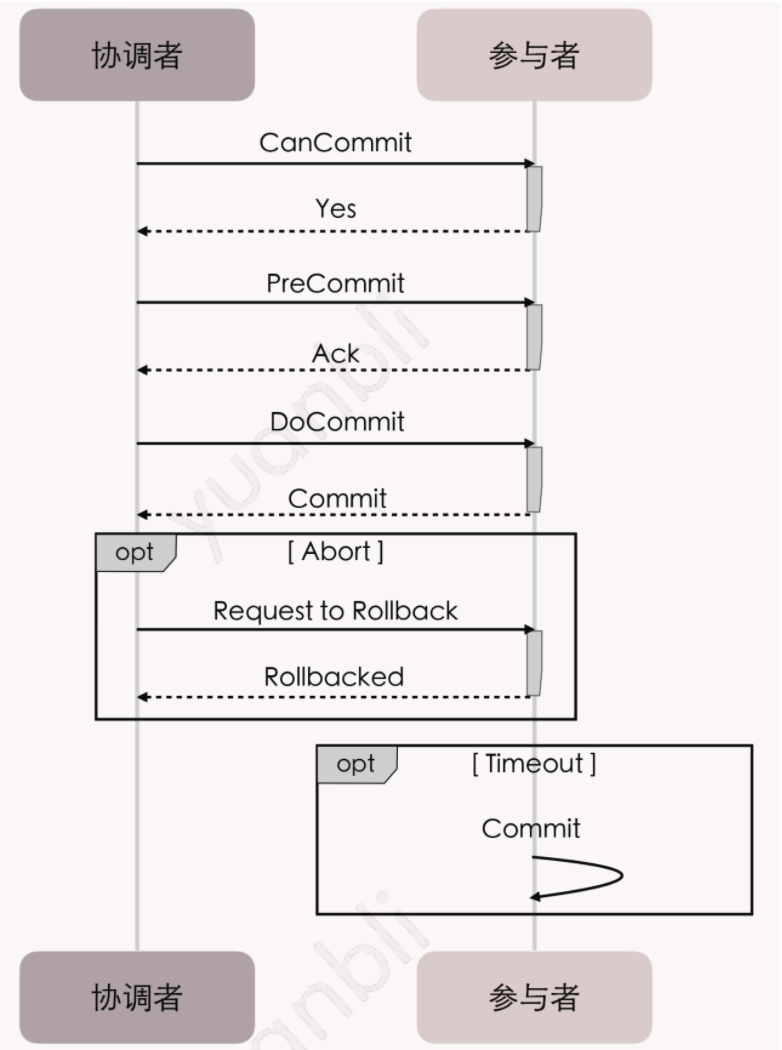 协调者 参与者
CanCommit
Yes
PreCommit
Ack
DoCommit
Commit
opt [ Abort ]
Request to Rollback
Rollbacked
opt [ Timeout ]
Commit
协调者 参与者
yuanbli
anbli